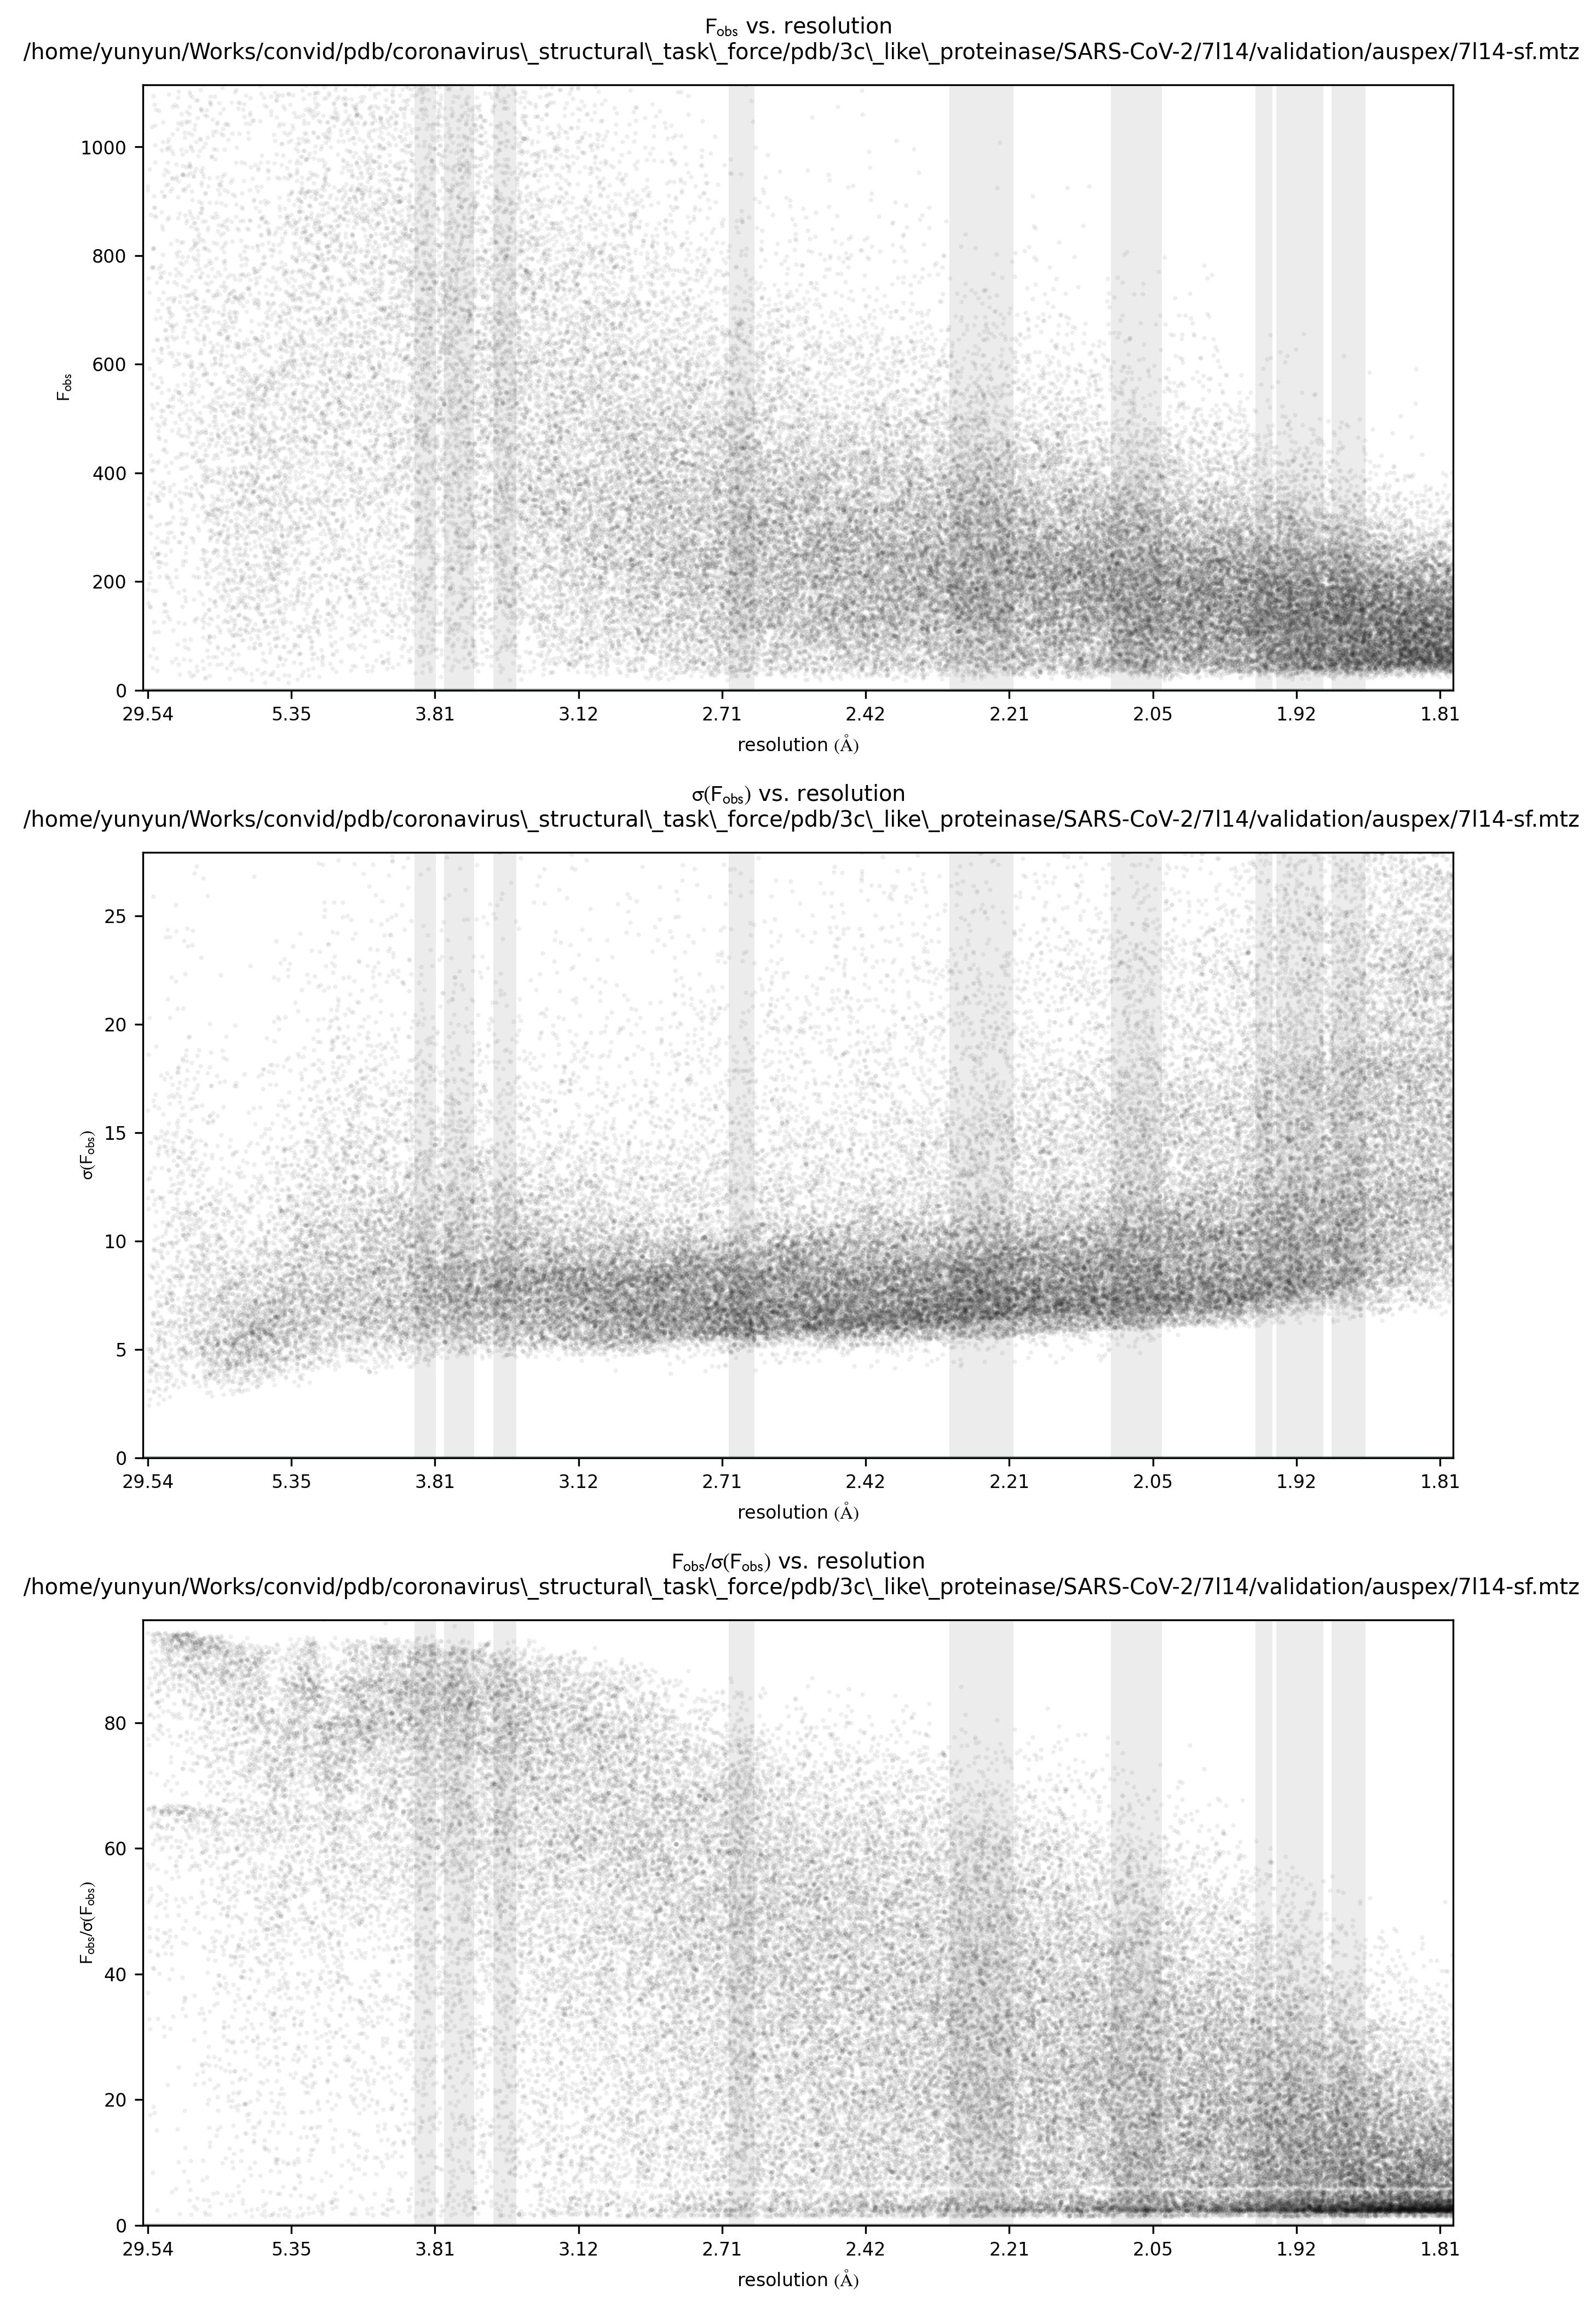 Fobs vs. resolution
/home/yunyun/Works/convid/pdb/coronavirus\_structural\_task\_force/pdb/3c\_like\_proteinase/SARS-CoV-2/7l14/validation/auspex/7l14-sf.mtz
1000
800
600
400
200
0
Fobs
29.54 5.35 3.81 3.12 2.71 2.42 2.21 2.05 1.92 1.81
resolution (Å)
σ(Fobs) vs. resolution
/home/yunyun/Works/convid/pdb/coronavirus\_structural\_task\_force/pdb/3c\_like\_proteinase/SARS-CoV-2/7l14/validation/auspex/7l14-sf.mtz
25
20
15
10
5
0
σ(Fobs)
29.54 5.35 3.81 3.12 2.71 2.42 2.21 2.05 1.92 1.81
resolution (Å)
Fobs/σ(Fobs) vs. resolution
/home/yunyun/Works/convid/pdb/coronavirus\_structural\_task\_force/pdb/3c\_like\_proteinase/SARS-CoV-2/7l14/validation/auspex/7l14-sf.mtz
80
60
40
20
0
Fobs/σ(Fobs)
29.54 5.35 3.81 3.12 2.71 2.42 2.21 2.05 1.92 1.81
resolution (Å)